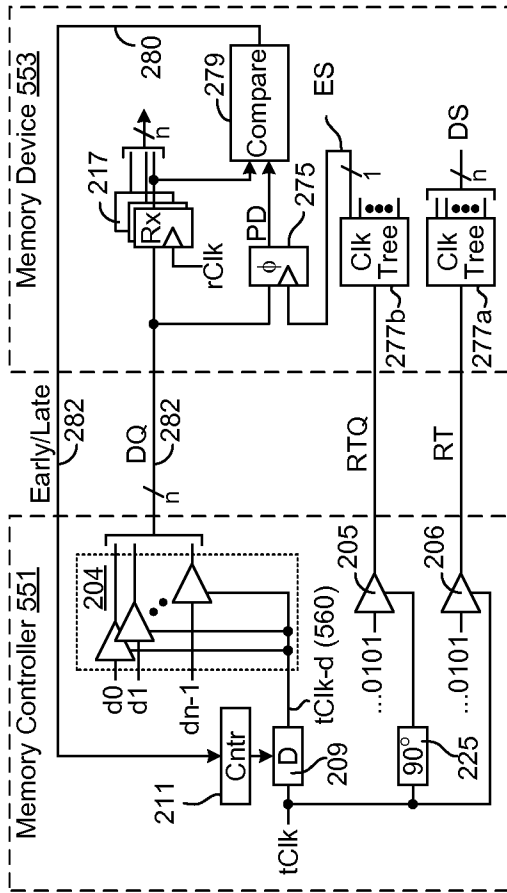 Memory Controller 551
Memory Device 553
Early/Late
282
280
211
Cntr
204
d0
d1
dn-1
n
DQ
282
217
Rx
n
rClk
279
Compare
PD
ϕ
275
tClk
D
209
tClk-d (560)
ES
90°
225
...0101
205
RTQ
Clk
Tree
277b
1
...0101
206
RT
Clk
Tree
277a
n
DS